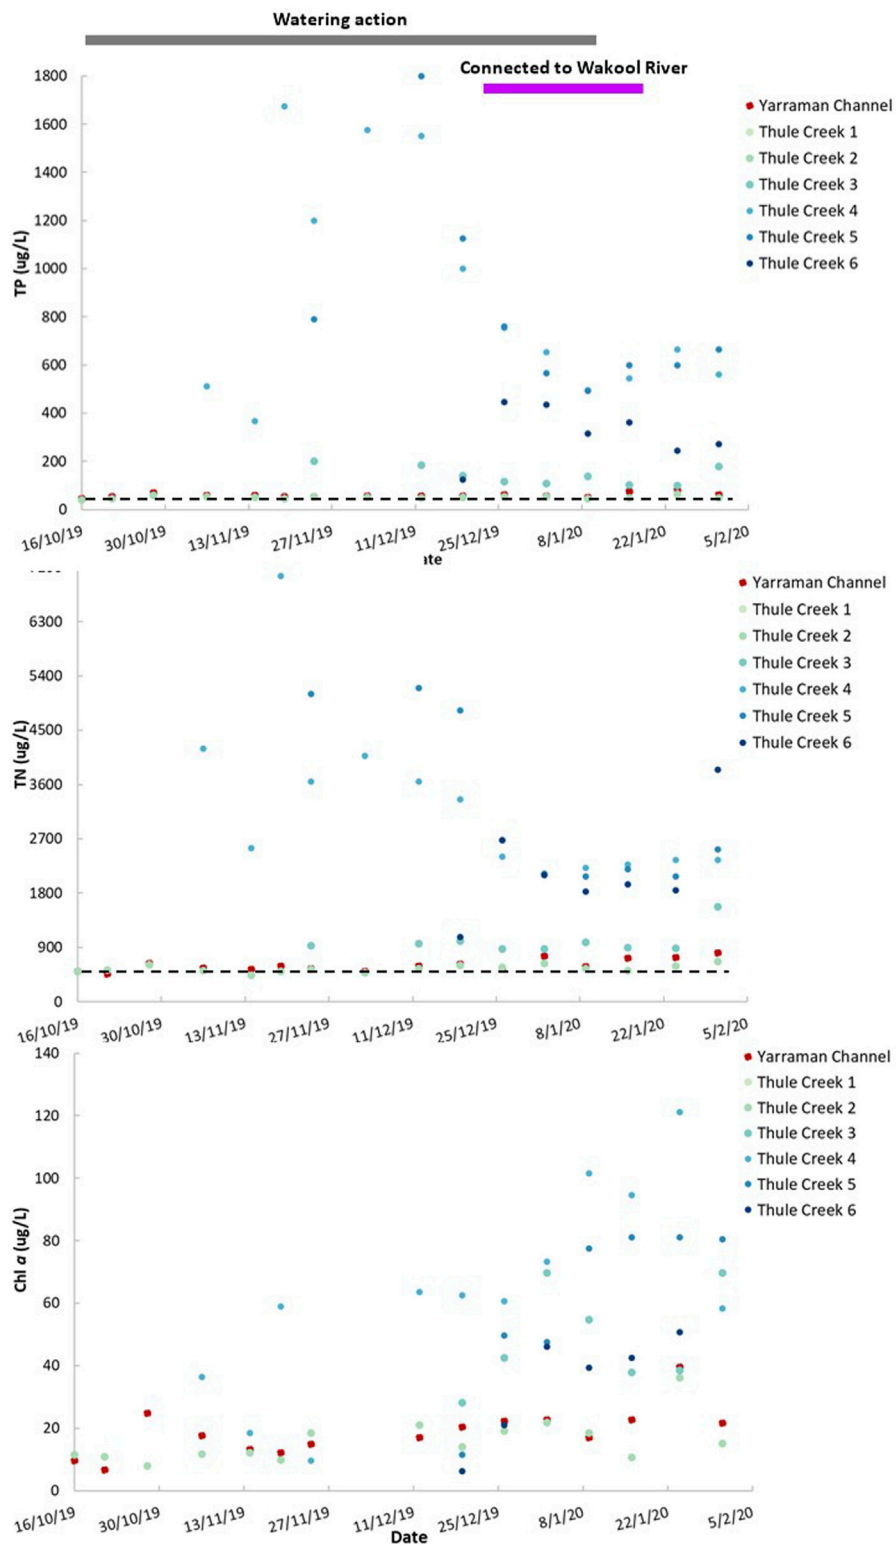 Watering action
Connected to Wakool River
1800
1600
1400
1200
1000
800
600
400
200
0
TP (ug/L)
16/10/19 30/10/19 13/11/19 27/11/19 11/12/19 25/12/19 8/1/20 22/1/20 5/2/20
Yarraman Channel
Thule Creek 1
Thule Creek 2
Thule Creek 3
Thule Creek 4
Thule Creek 5
Thule Creek 6
6300
5400
4500
3600
2700
1800
900
0
TN (ug/L)
16/10/19 30/10/19 13/11/19 27/11/19 11/12/19 25/12/19 8/1/20 22/1/20 5/2/20
Yarraman Channel
Thule Creek 1
Thule Creek 2
Thule Creek 3
Thule Creek 4
Thule Creek 5
Thule Creek 6
140
120
100
80
60
40
20
0
Chl a (ug/L)
16/10/19 30/10/19 13/11/19 27/11/19 11/12/19 25/12/19 8/1/20 22/1/20 5/2/20
Date
Yarraman Channel
Thule Creek 1
Thule Creek 2
Thule Creek 3
Thule Creek 4
Thule Creek 5
Thule Creek 6